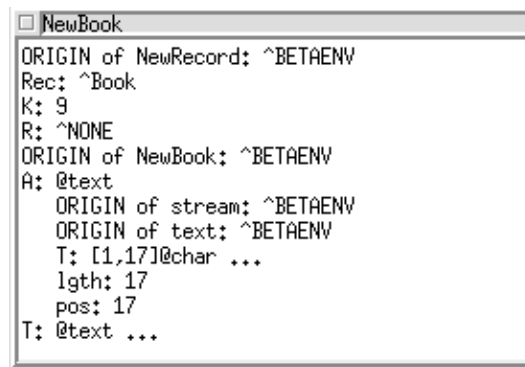 NewBook
ORIGIN of NewRecord: ^BETAENV
Rec: ^Book
K: 9
R: ^NONE
ORIGIN of NewBook: ^BETAENV
A: @text
ORIGIN of stream: ^BETAENV
ORIGIN of text: ^BETAENV
T: [1,17]@char ...
lgth: 17
pos: 17
T: @text ...